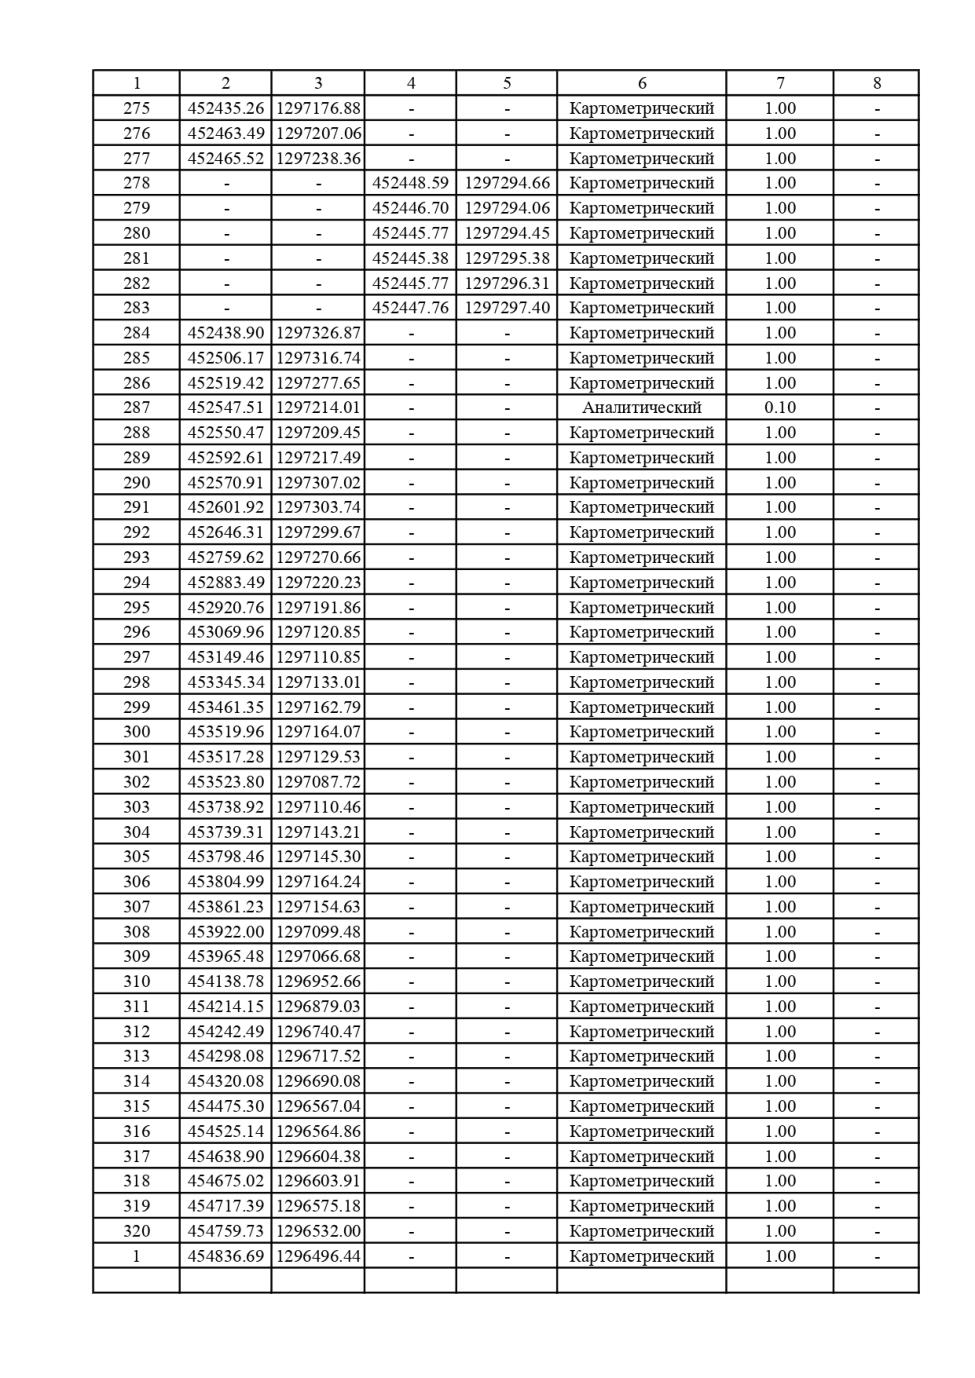 1 2 3 4 5 6 7 8
275 452435.26 1297176.88 - - Картометрический 1.00 -
276 452463.49 1297207.06 - - Картометрический 1.00 -
277 452465.52 1297238.36 - - Картометрический 1.00 -
278 - - 452448.59 1297294.66 Картометрический 1.00 -
279 - - 452446.70 1297294.06 Картометрический 1.00 -
280 - - 452445.77 1297294.45 Картометрический 1.00 -
281 - - 452445.38 1297295.38 Картометрический 1.00 -
282 - - 452445.77 1297296.31 Картометрический 1.00 -
283 - - 452447.76 1297297.40 Картометрический 1.00 -
284 452438.90 1297326.87 - - Картометрический 1.00 -
285 452506.17 1297316.74 - - Картометрический 1.00 -
286 452519.42 1297277.65 - - Картометрический 1.00 -
287 452547.51 1297214.01 - - Аналитический 0.10 -
288 452550.47 1297209.45 - - Картометрический 1.00 -
289 452592.61 1297217.49 - - Картометрический 1.00 -
290 452570.91 1297307.02 - - Картометрический 1.00 -
291 452601.92 1297303.74 - - Картометрический 1.00 -
292 452646.31 1297299.67 - - Картометрический 1.00 -
293 452759.62 1297270.66 - - Картометрический 1.00 -
294 452883.49 1297220.23 - - Картометрический 1.00 -
295 452920.76 1297191.86 - - Картометрический 1.00 -
296 453069.96 1297120.85 - - Картометрический 1.00 -
297 453149.46 1297110.85 - - Картометрический 1.00 -
298 453345.34 1297133.01 - - Картометрический 1.00 -
299 453461.35 1297162.79 - - Картометрический 1.00 -
300 453519.96 1297164.07 - - Картометрический 1.00 -
301 453517.28 1297129.53 - - Картометрический 1.00 -
302 453523.80 1297087.72 - - Картометрический 1.00 -
303 453738.92 1297110.46 - - Картометрический 1.00 -
304 453739.31 1297143.21 - - Картометрический 1.00 -
305 453798.46 1297145.30 - - Картометрический 1.00 -
306 453804.99 1297164.24 - - Картометрический 1.00 -
307 453861.23 1297154.63 - - Картометрический 1.00 -
308 453922.00 1297099.48 - - Картометрический 1.00 -
309 453965.48 1297066.68 - - Картометрический 1.00 -
310 454138.78 1296952.66 - - Картометрический 1.00 -
311 454214.15 1296879.03 - - Картометрический 1.00 -
312 454242.49 1296740.47 - - Картометрический 1.00 -
313 454298.08 1296717.52 - - Картометрический 1.00 -
314 454320.08 1296690.08 - - Картометрический 1.00 -
315 454475.30 1296567.04 - - Картометрический 1.00 -
316 454525.14 1296564.86 - - Картометрический 1.00 -
317 454638.90 1296604.38 - - Картометрический 1.00 -
318 454675.02 1296603.91 - - Картометрический 1.00 -
319 454717.39 1296575.18 - - Картометрический 1.00 -
320 454759.73 1296532.00 - - Картометрический 1.00 -
1 454836.69 1296496.44 - - Картометрический 1.00 -